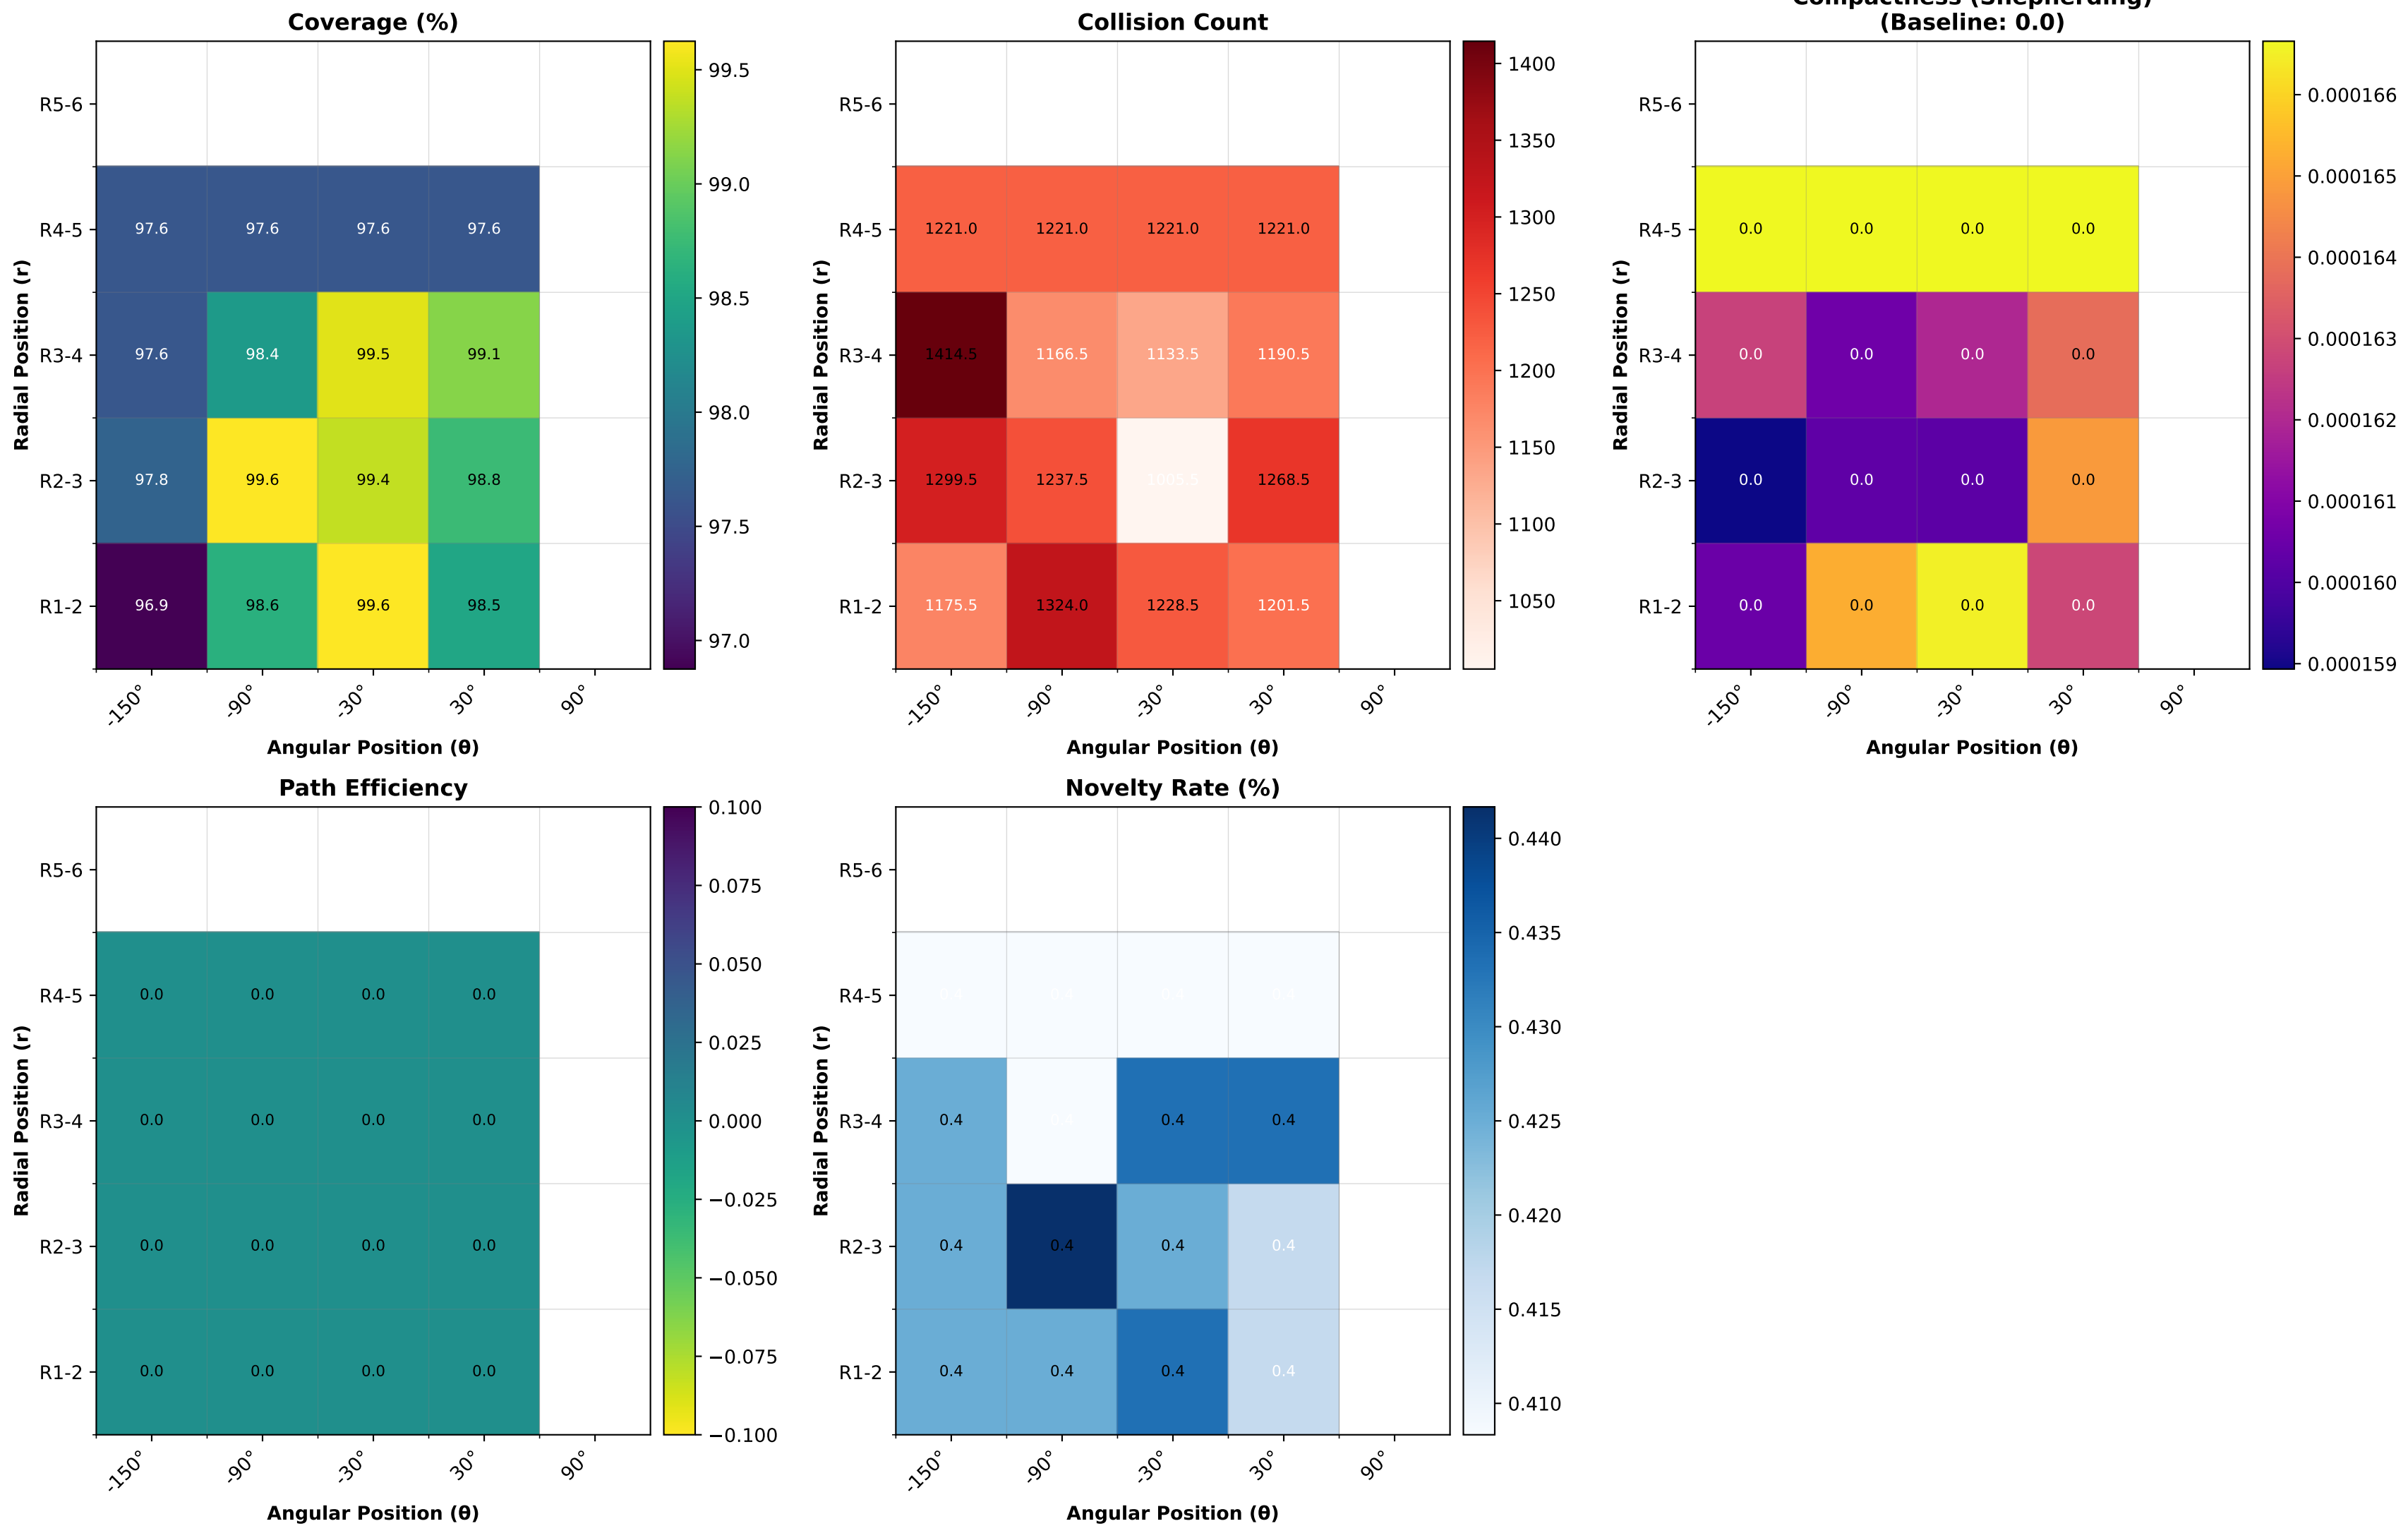 Coverage (%)
99.5
99.0
98.5
98.0
97.5
97.0
R5-6
R4-5
R3-4
R2-3
R1-2
Radial Position (r)
97.6 97.6 97.6 97.6
97.6 98.4 99.5 99.1
97.8 99.6 99.4 98.8
96.9 98.6 99.6 98.5
-150° -90° -30° 30° 90°
Angular Position (θ)
Collision Count
1400
1350
1300
1250
1200
1150
1100
1050
R5-6
R4-5
R3-4
R2-3
R1-2
Radial Position (r)
1221.0 1221.0 1221.0 1221.0
1414.5 1166.5 1133.5 1190.5
1299.5 1237.5 1005.5 1268.5
1175.5 1324.0 1228.5 1201.5
-150° -90° -30° 30° 90°
Angular Position (θ)
Compactness (Shepherding)
(Baseline: 0.0)
0.000166
0.000165
0.000164
0.000163
0.000162
0.000161
0.000160
0.000159
R5-6
R4-5
R3-4
R2-3
R1-2
Radial Position (r)
0.0 0.0 0.0 0.0
0.0 0.0 0.0 0.0
0.0 0.0 0.0 0.0
0.0 0.0 0.0 0.0
-150° -90° -30° 30° 90°
Angular Position (θ)
Path Efficiency
0.100
0.075
0.050
0.025
0.000
−0.025
−0.050
−0.075
−0.100
R5-6
R4-5
R3-4
R2-3
R1-2
Radial Position (r)
0.0 0.0 0.0 0.0
0.0 0.0 0.0 0.0
0.0 0.0 0.0 0.0
0.0 0.0 0.0 0.0
-150° -90° -30° 30° 90°
Angular Position (θ)
Novelty Rate (%)
0.440
0.435
0.430
0.425
0.420
0.415
0.410
R5-6
R4-5
R3-4
R2-3
R1-2
Radial Position (r)
0.4 0.4 0.4 0.4
0.4 0.4 0.4 0.4
0.4 0.4 0.4 0.4
0.4 0.4 0.4 0.4
-150° -90° -30° 30° 90°
Angular Position (θ)